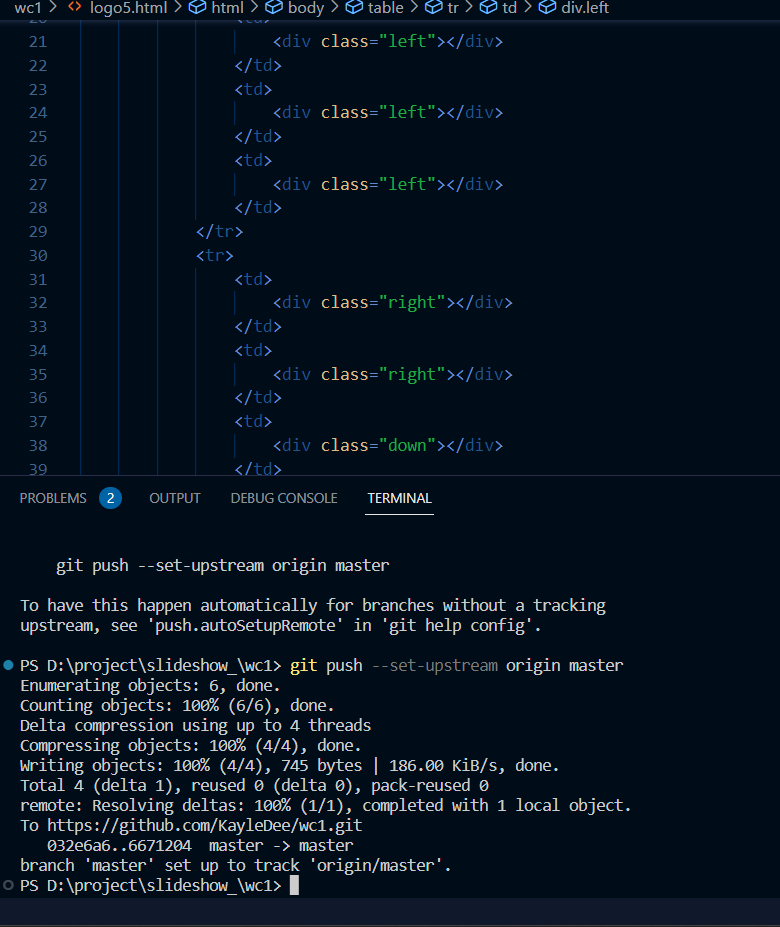 wc1 > <> logo5.html > html > body > table > tr > td > div.left
20 <td>
21 <div class="left"></div>
22 </td>
23 <td>
24 <div class="left"></div>
25 </td>
26 <td>
27 <div class="left"></div>
28 </td>
29 </tr>
30 <tr>
31 <td>
32 <div class="right"></div>
33 </td>
34 <td>
35 <div class="right"></div>
36 </td>
37 <td>
38 <div class="down"></div>
39 </td>
PROBLEMS 2 OUTPUT DEBUG CONSOLE TERMINAL
git push --set-upstream origin master
To have this happen automatically for branches without a tracking
upstream, see 'push.autoSetupRemote' in 'git help config'.
PS D:\project\slideshow_\wc1> git push --set-upstream origin master
Enumerating objects: 6, done.
Counting objects: 100% (6/6), done.
Delta compression using up to 4 threads
Compressing objects: 100% (4/4), done.
Writing objects: 100% (4/4), 745 bytes | 186.00 KiB/s, done.
Total 4 (delta 1), reused 0 (delta 0), pack-reused 0
remote: Resolving deltas: 100% (1/1), completed with 1 local object.
To https://github.com/KayleDee/wc1.git
032e6a6..6671204 master -> master
branch 'master' set up to track 'origin/master'.
PS D:\project\slideshow_\wc1>